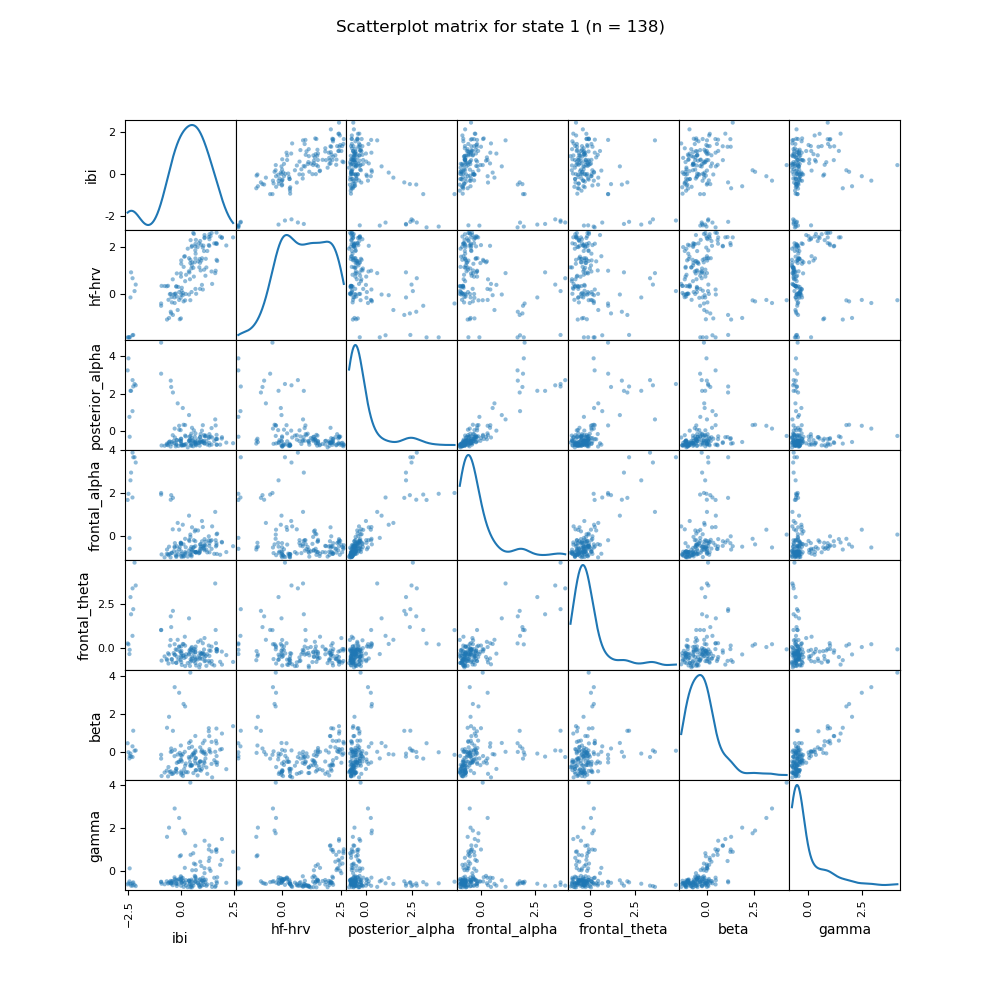 Scatterplot matrix for state 1 (n = 138)
ibi
2
0
-2
hf-hrv
2
0
posterior_alpha
4
2
0
frontal_alpha
4
2
0
frontal_theta
2.5
0.0
beta
4
2
0
gamma
4
2
0
−2.5 0.0 2.5 0.0 2.5 0.0 2.5 0.0 2.5 0.0 2.5 0.0 2.5 0.0 2.5
ibi hf-hrv posterior_alpha frontal_alpha frontal_theta beta gamma